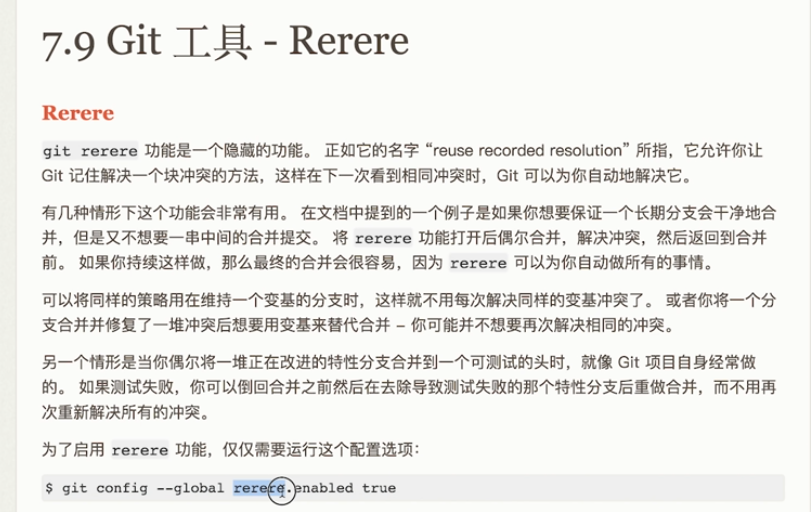 7.9 Git 工具 - Rerere
Rerere
git rerere 功能是一个隐藏的功能。 正如它的名字 “reuse recorded resolution” 所指，它允许你让
Git 记住解决一个块冲突的方法，这样在下一次看到相同冲突时，Git 可以为你自动地解决它。
有几种情形下这个功能会非常有用。 在文档中提到的一个例子是如果你想要保证一个长期分支会干净地合
并，但是又不想要一串中间的合并提交。 将 rerere 功能打开后偶尔合并，解决冲突，然后返回到合并
前。 如果你持续这样做，那么最终的合并会很容易，因为 rerere 可以为你自动做所有的事情。
可以将同样的策略用在维持一个变基的分支时，这样就不用每次解决同样的变基冲突了。 或者你将一个分
支合并并修复了一堆冲突后想要用变基来替代合并 – 你可能并不想要再次解决相同的冲突。
另一个情形是当你偶尔将一堆正在改进的特性分支合并到一个可测试的头时，就像 Git 项目自身经常做
的。 如果测试失败，你可以倒回合并之前然后在去除导致测试失败的那个特性分支后重做合并，而不用再
次重新解决所有的冲突。
为了启用 rerere 功能，仅仅需要运行这个配置选项：
$ git config --global rerere.enabled true